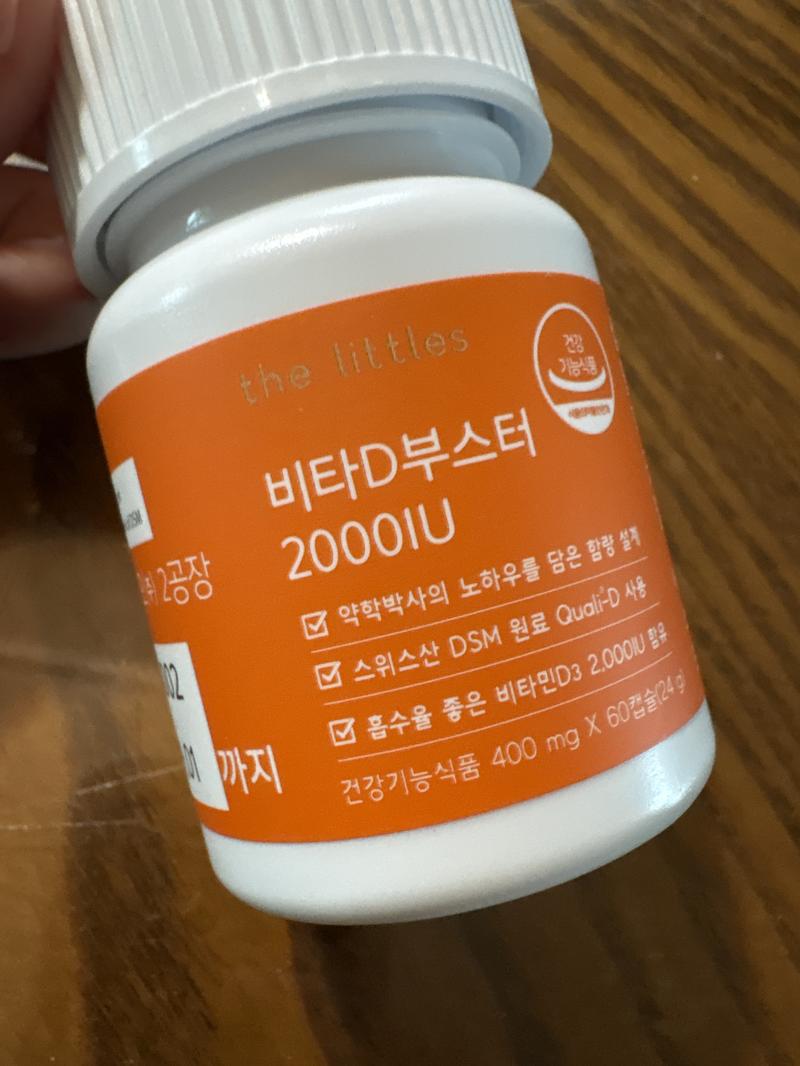 the littles
건강
기능식품
비타D부스터
2000IU
약학박사의 노하우를 담은 함량 설계
스위스산 DSM 원료 Quali®-D 사용
흡수율 좋은 비타민D3 2,000IU 함유
건강기능식품 400 mg X 60캡슐(24 g)
2공장
02
01
까지